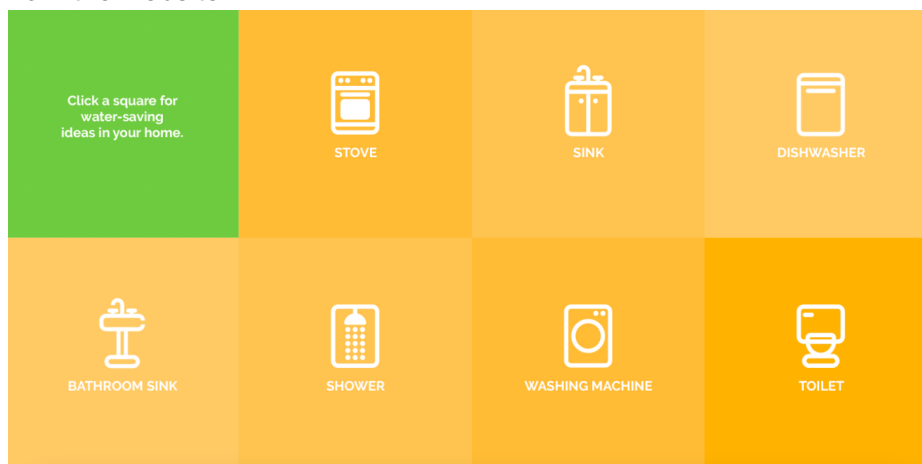 Click a square for
water-saving
ideas in your home.
STOVE
SINK
DISHWASHER
BATHROOM SINK
SHOWER
WASHING MACHINE
TOILET